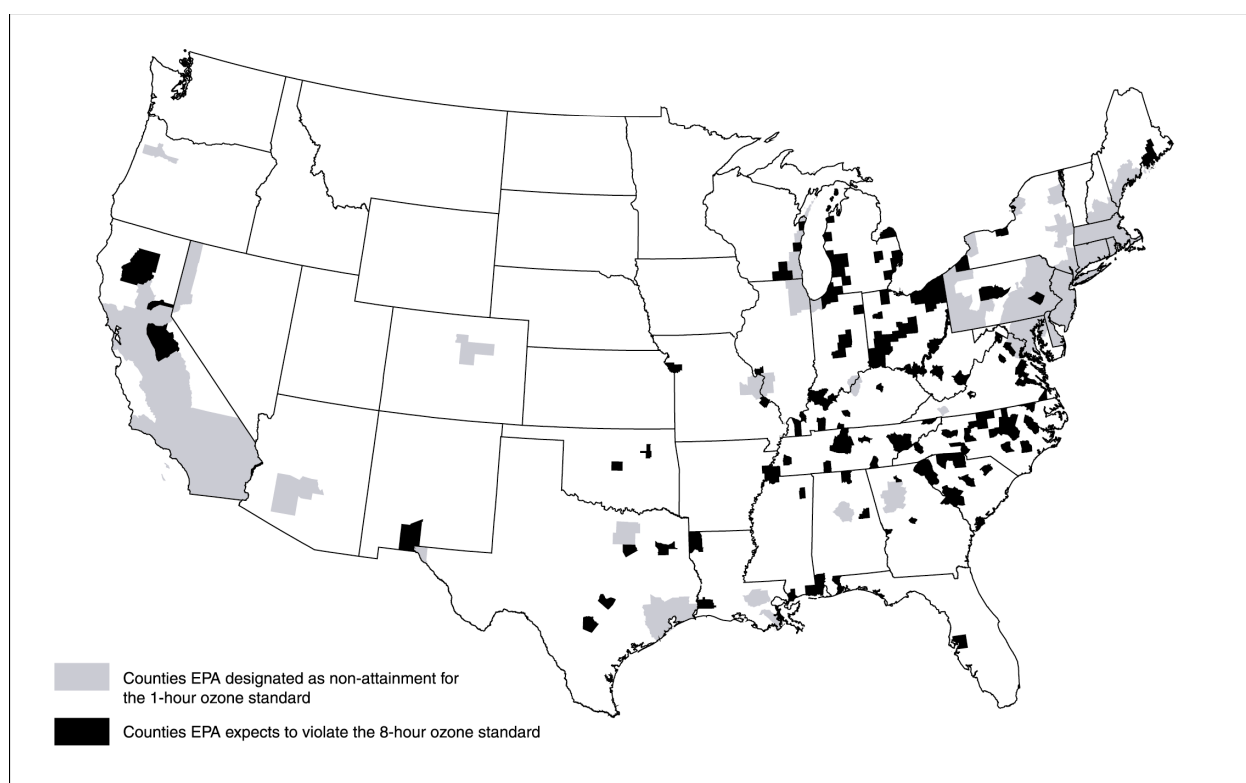 Counties EPA designated as non-attainment for
the 1-hour ozone standard
Counties EPA expects to violate the 8-hour ozone standard